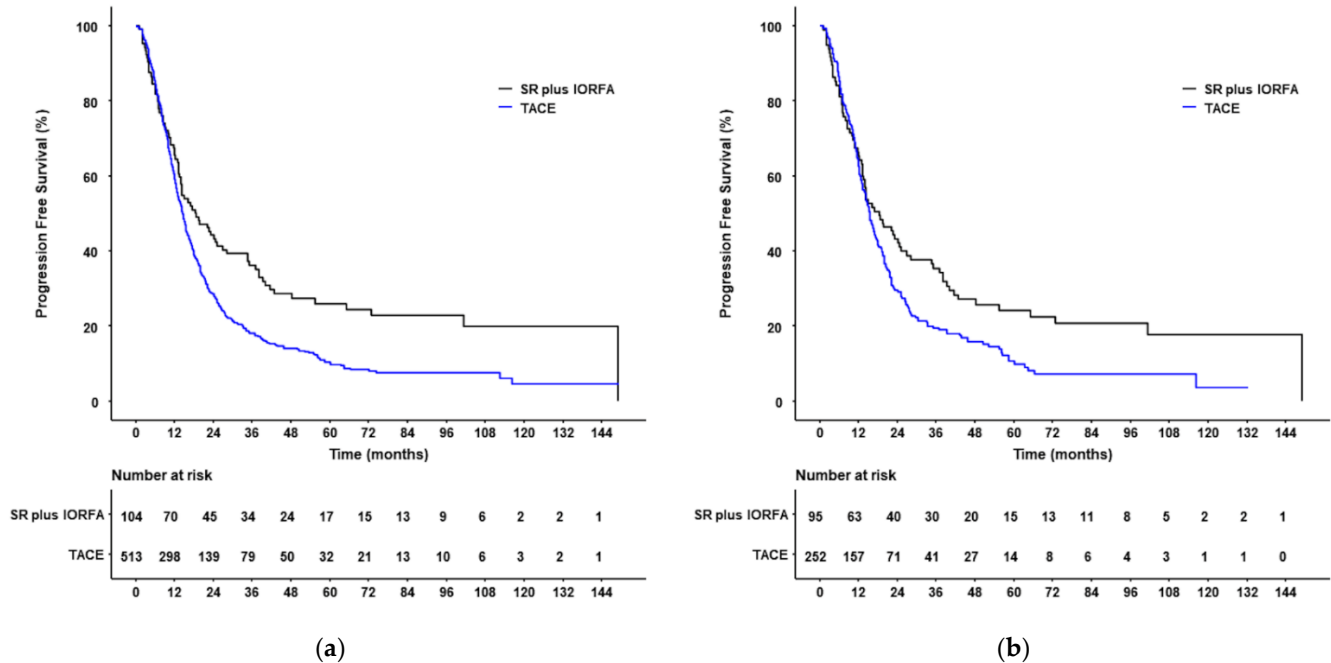 100
80
60
40
20
0
Progression Free Survival (%)
SR plus IORFA
TACE
0 12 24 36 48 60 72 84 96 108 120 132 144
Time (months)
Number at risk
SR plus IORFA 104 70 45 34 24 17 15 13 9 6 2 2 1
TACE 513 298 139 79 50 32 21 13 10 6 3 2 1
0 12 24 36 48 60 72 84 96 108 120 132 144
(a)
100
80
60
40
20
0
Progression Free Survival (%)
SR plus IORFA
TACE
0 12 24 36 48 60 72 84 96 108 120 132 144
Time (months)
Number at risk
SR plus IORFA 95 63 40 30 20 15 13 11 8 5 2 2 1
TACE 252 157 71 41 27 14 8 6 4 3 1 1 0
0 12 24 36 48 60 72 84 96 108 120 132 144
(b)